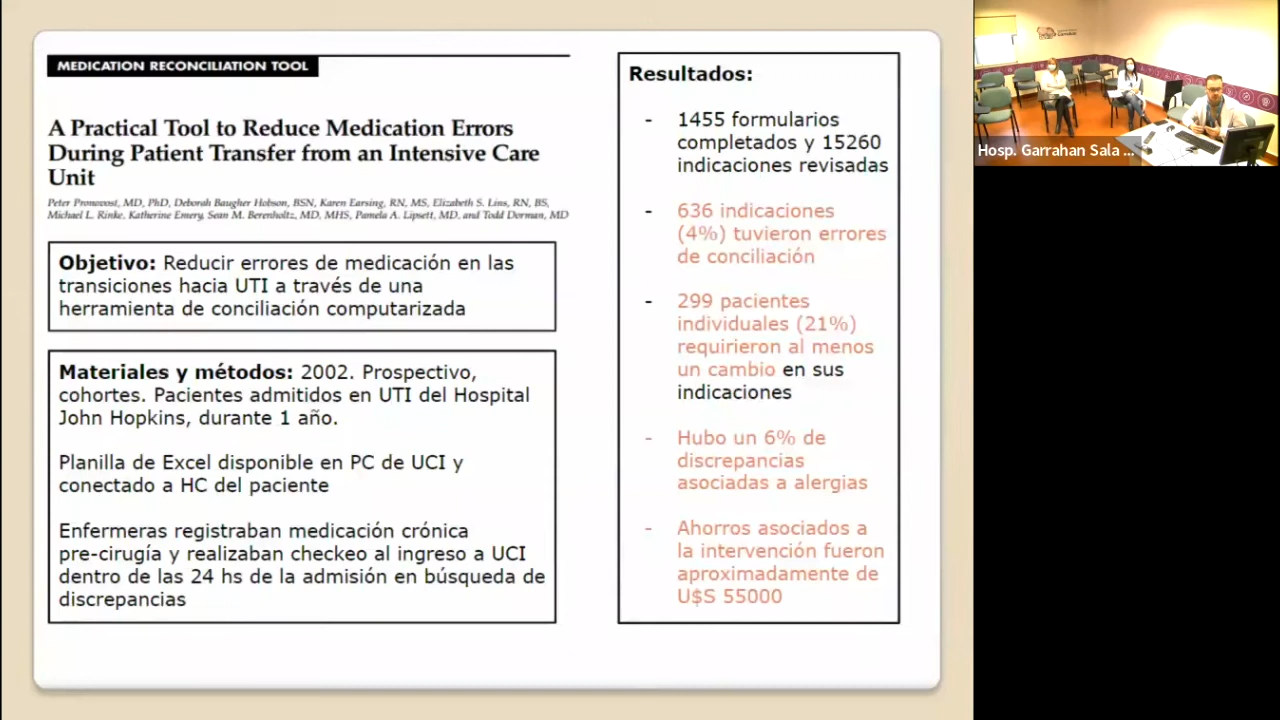 MEDICATION RECONCILIATION TOOL
A Practical Tool to Reduce Medication Errors
During Patient Transfer from an Intensive Care
Unit
Peter Pronovost, MD, PhD, Deborah Baugher Hobson, BSN, Karen Earsing, RN, MS, Elizabeth S. Lins, RN, BS,
Michael L. Rinke, Katherine Emery, Sean M. Berenholtz, MD, MHS, Pamela A. Lipsett, MD, and Todd Dorman, MD
Objetivo: Reducir errores de medicación en las
transiciones hacia UTI a través de una
herramienta de conciliación computarizada
Materiales y métodos: 2002. Prospectivo,
cohortes. Pacientes admitidos en UTI del Hospital
John Hopkins, durante 1 año.
Planilla de Excel disponible en PC de UCI y
conectado a HC del paciente
Enfermeras registraban medicación crónica
pre-cirugía y realizaban checkeo al ingreso a UCI
dentro de las 24 hs de la admisión en búsqueda de
discrepancias
Resultados:
- 1455 formularios
completados y 15260
indicaciones revisadas
- 636 indicaciones
(4%) tuvieron errores
de conciliación
- 299 pacientes
individuales (21%)
requirieron al menos
un cambio en sus
indicaciones
- Hubo un 6% de
discrepancias
asociadas a alergias
- Ahorros asociados a
la intervención fueron
aproximadamente de
U$S 55000
Hosp. Garrahan Sala ...